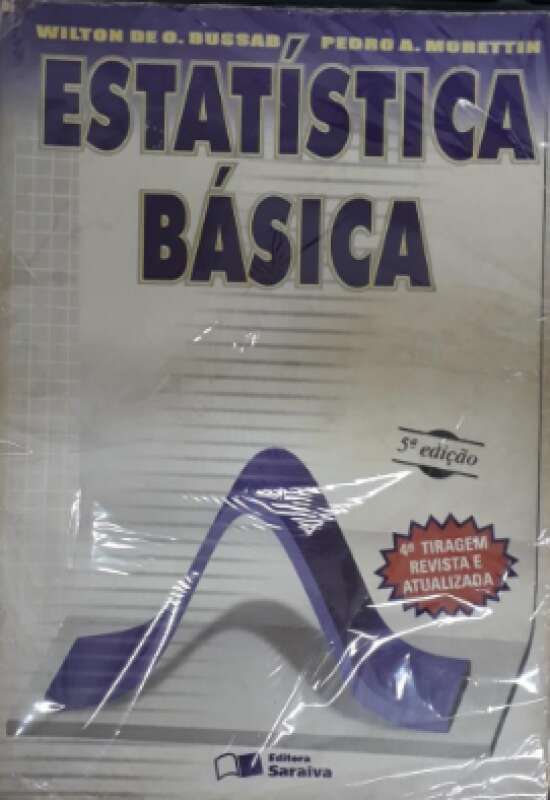 WILTON DE O. BUSSAB PEDRO A. MORETTIN
ESTATÍSTICA
BÁSICA
5ª edição
4ª TIRAGEM
REVISTA E
ATUALIZADA
Editora
Saraiva